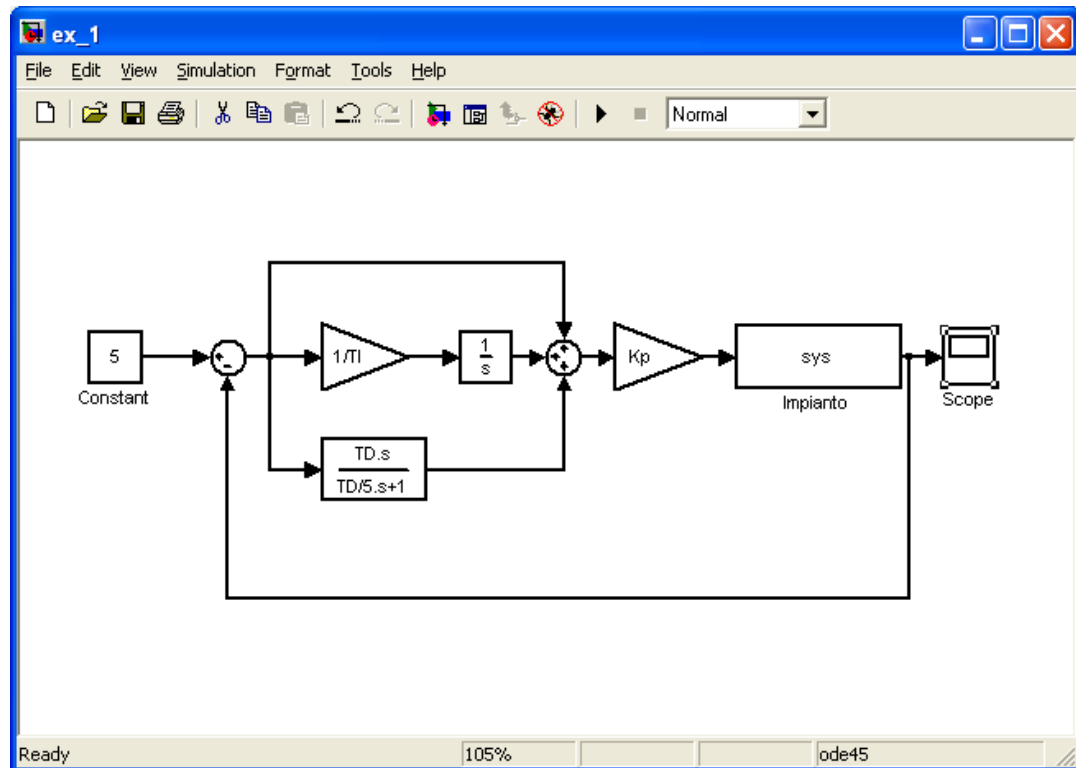 ex_1
File Edit View Simulation Format Tools Help
Normal
5
Constant
1/TI
1
s
Kp
sys
Impianto
Scope
TD.s
TD/5.s+1
Ready 105% ode45